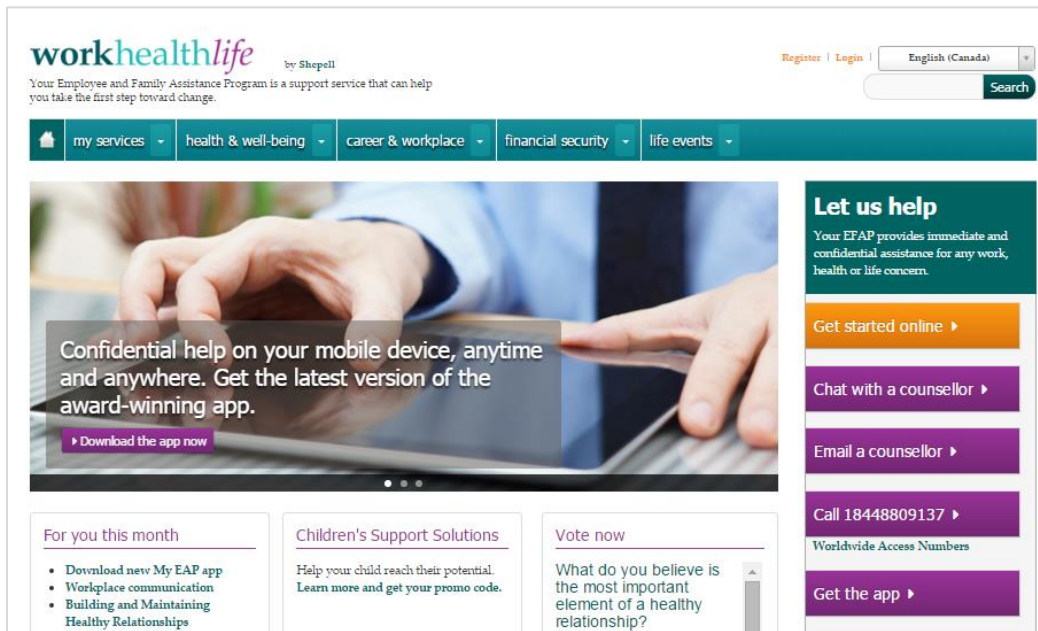 workhealthlife by Shepell
Your Employee and Family Assistance Program is a support service that can help
you take the first step toward change.
Register | Login | English (Canada)
Search
my services
health & well-being
career & workplace
financial security
life events
Confidential help on your mobile device, anytime
and anywhere. Get the latest version of the
award-winning app.
Download the app now
Let us help
Your EFAP provides immediate and
confidential assistance for any work,
health or life concern.
Get started online
Chat with a counsellor
Email a counsellor
Call 18448809137
Worldwide Access Numbers
Get the app
For you this month
• Download new My EAP app
• Workplace communication
• Building and Maintaining
Healthy Relationships
Children's Support Solutions
Help your child reach their potential.
Learn more and get your promo code.
Vote now
What do you believe is
the most important
element of a healthy
relationship?